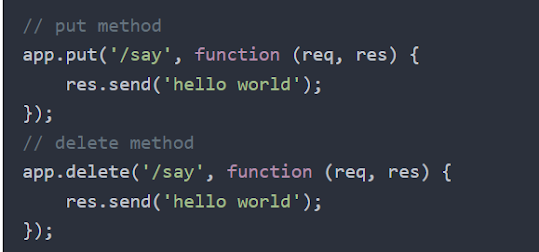 // put method
app.put('/say', function (req, res) {
    res.send('hello world');
});
// delete method
app.delete('/say', function (req, res) {
    res.send('hello world');
});